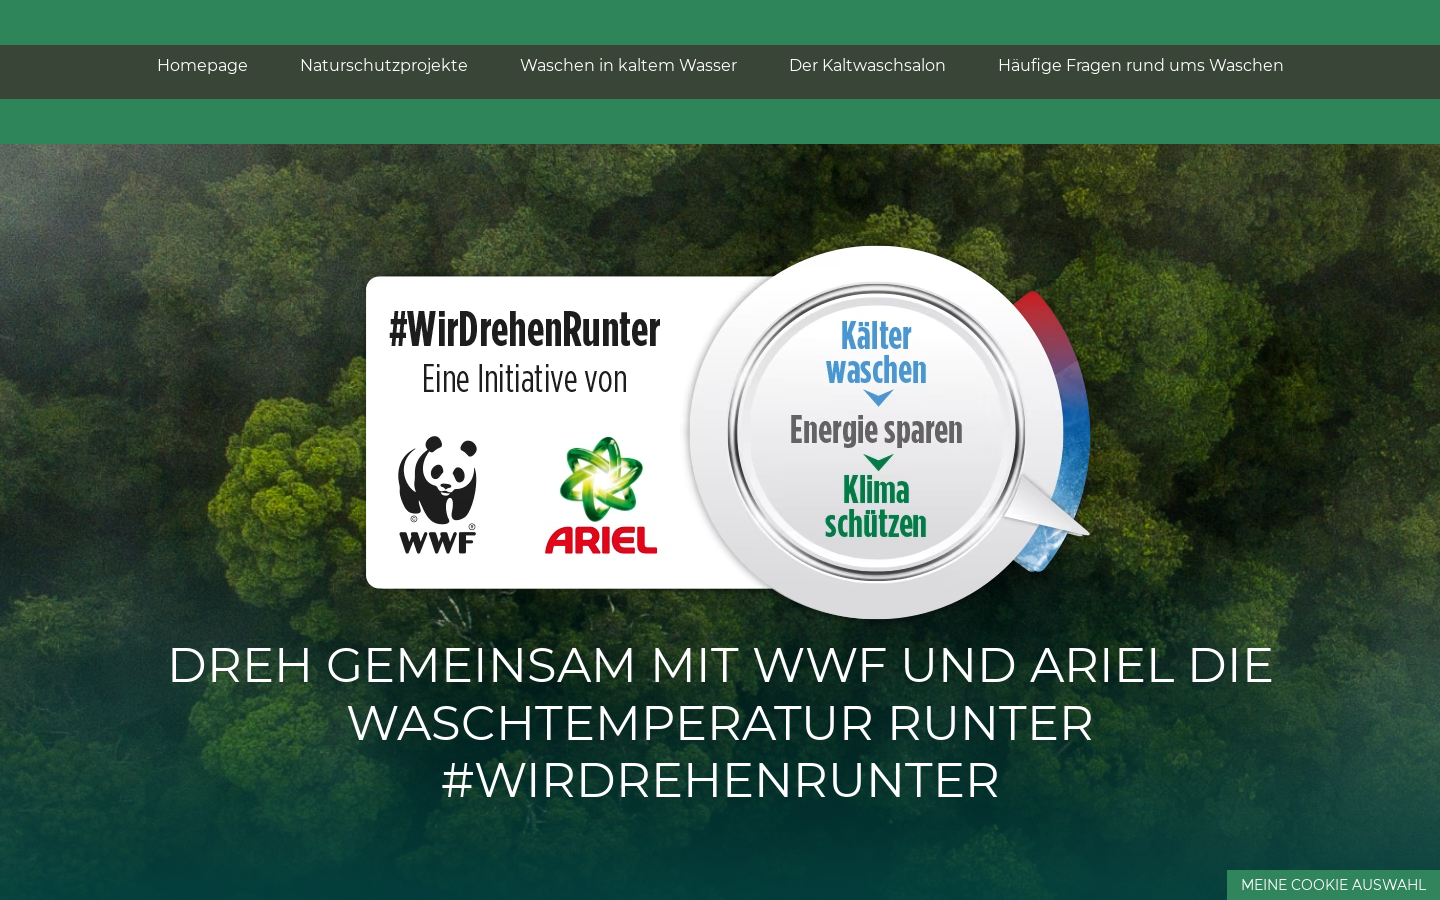 Homepage
Naturschutzprojekte
Waschen in kaltem Wasser
Der Kaltwaschsalon
Häufige Fragen rund ums Waschen
#WirDrehenRunter
Eine Initiative von
©
®
WWF
ARIEL
Kälter
waschen
Energie sparen
Klima
schützen
DREH GEMEINSAM MIT WWF UND ARIEL DIE
WASCHTEMPERATUR RUNTER
#WIRDREHENRUNTER
MEINE COOKIE AUSWAHL